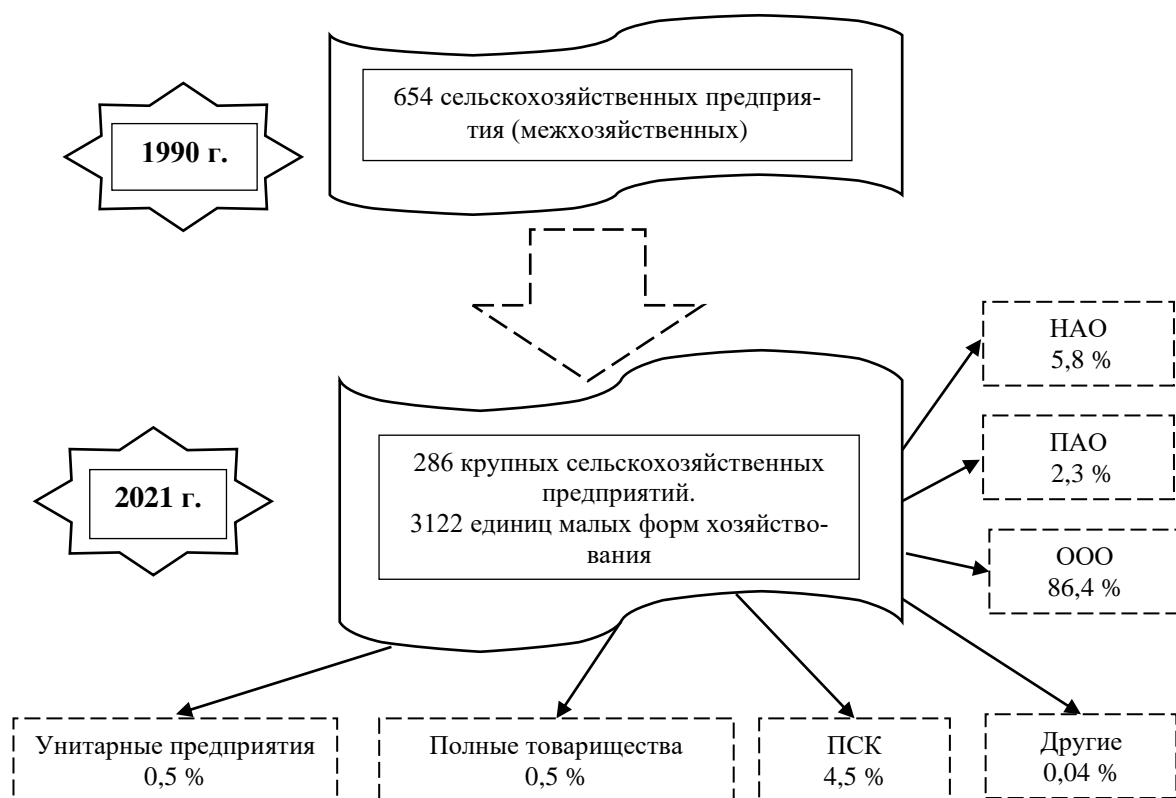 654 сельскохозяйственных предприя-
тия (межхозяйственных)
1990 г.
НАО
5,8 %
ПАО
2,3 %
286 крупных сельскохозяйственных
предприятий.
3122 единиц малых форм хозяйство-
вания
2021 г.
ООО
86,4 %
Унитарные предприятия
0,5 %
Полные товарищества
0,5 %
ПСК
4,5 %
Другие
0,04 %